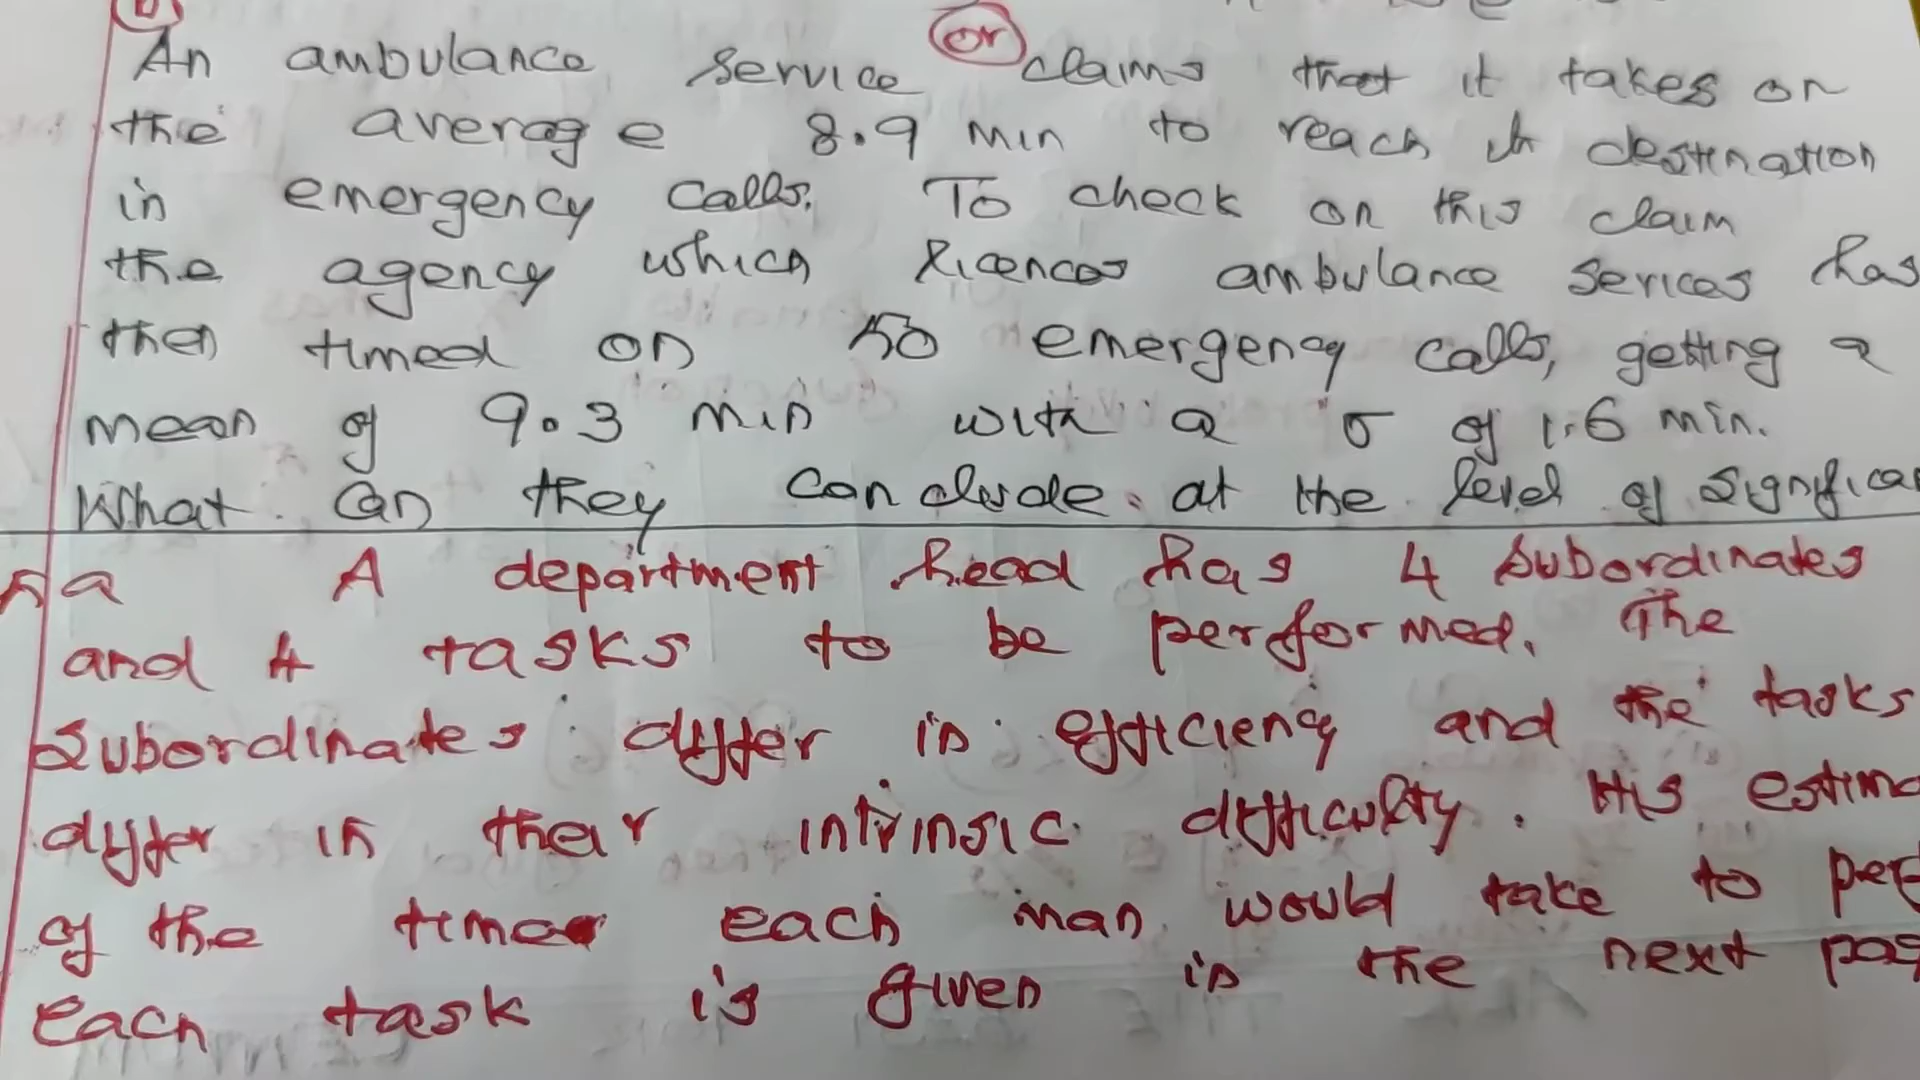 b)
or
An ambulance service claims that it takes on
the average 8.9 min to reach its destination
in emergency calls. To check on this claim
the agency which licences ambulance serices has
then timed on 50 emergency calls, getting a
mean of 9.3 min with a σ of 1.6 min.
What can they conclude at the level of Significan
a A department head has 4 subordinates
and 4 tasks to be performed. The
Subordinates differ in efficiency and the tasks
differ in their intrinsic difficulty. His estima
of the times each man would take to perf
each task is given in the next pag